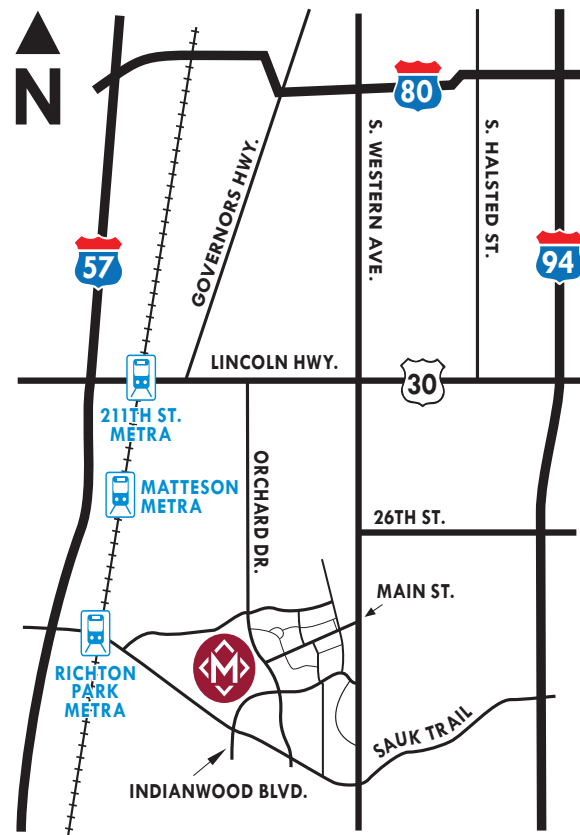 N
80
GOVERNORS HWY.
S. WESTERN AVE.
S. HALSTED ST.
57
94
LINCOLN HWY.
30
211TH ST.
METRA
ORCHARD DR.
MATTESON
METRA
26TH ST.
MAIN ST.
M
RICHTON
PARK
METRA
SAUK TRAIL
INDIANWOOD BLVD.